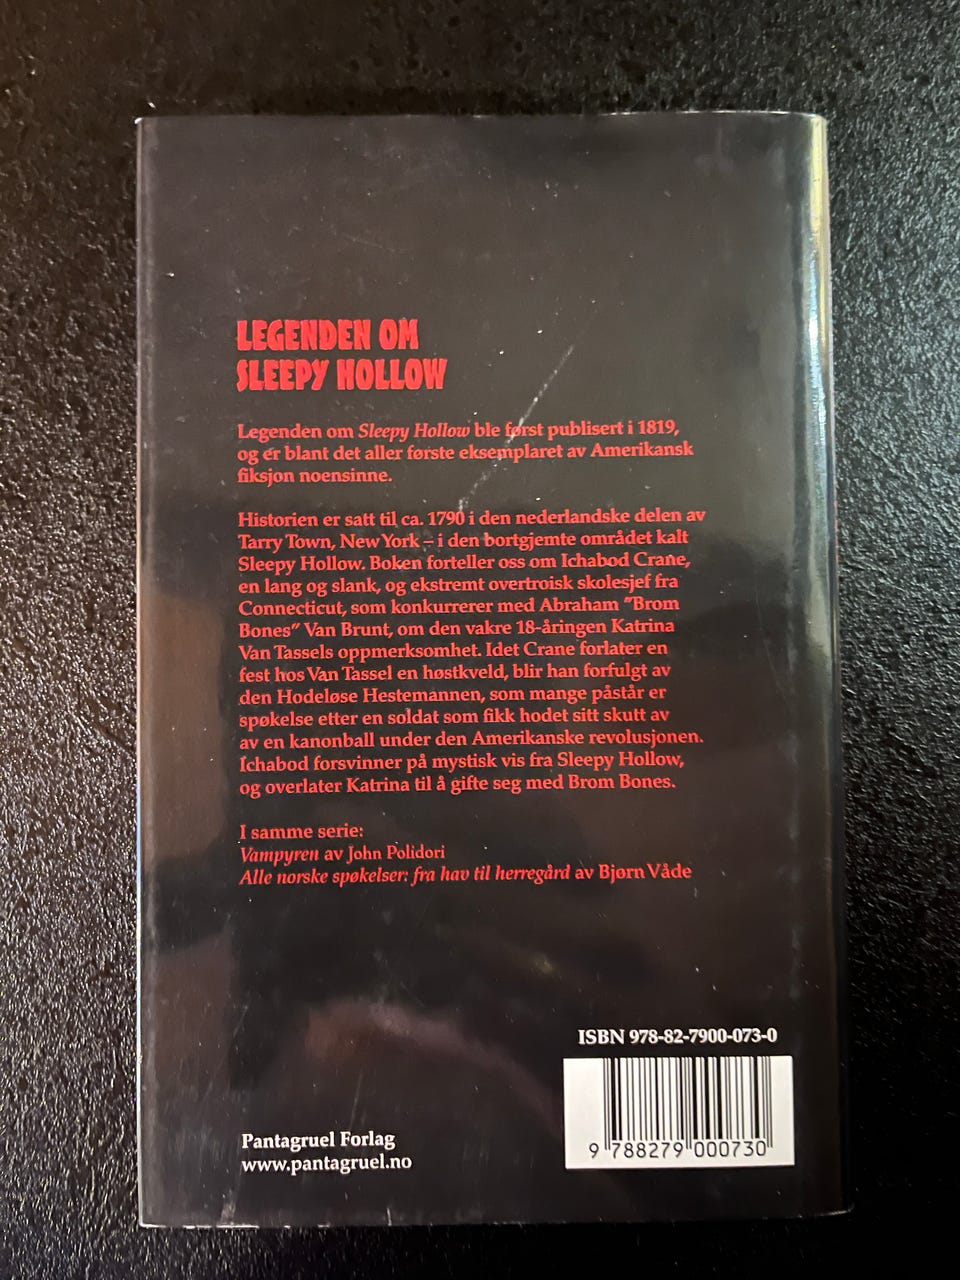 LEGENDEN OM
SLEEPY HOLLOW
Legenden om Sleepy Hollow ble først publisert i 1819,
og er blant det aller første eksemplaret av Amerikansk
fiksjon noensinne.
Historien er satt til ca. 1790 i den nederlandske delen av
Tarry Town, New York – i den bortgjemte området kalt
Sleepy Hollow. Boken forteller oss om Ichabod Crane,
en lang og slank, og ekstremt overtroisk skolesjef fra
Connecticut, som konkurrerer med Abraham "Brom
Bones" Van Brunt, om den vakre 18-åringen Katrina
Van Tassels oppmerksomhet. Idet Crane forlater en
fest hos Van Tassel en høstkveld, blir han forfulgt av
den Hodeløse Hestemannen, som mange påstår er
spøkelse etter en soldat som fikk hodet sitt skutt av
av en kanonball under den Amerikanske revolusjonen.
Ichabod forsvinner på mystisk vis fra Sleepy Hollow,
og overlater Katrina til å gifte seg med Brom Bones.
I samme serie:
Vampyren av John Polidori
Alle norske spøkelser: fra hav til herregård av Bjørn Våde
ISBN 978-82-7900-073-0
9 788279 000730
Pantagruel Forlag
www.pantagruel.no